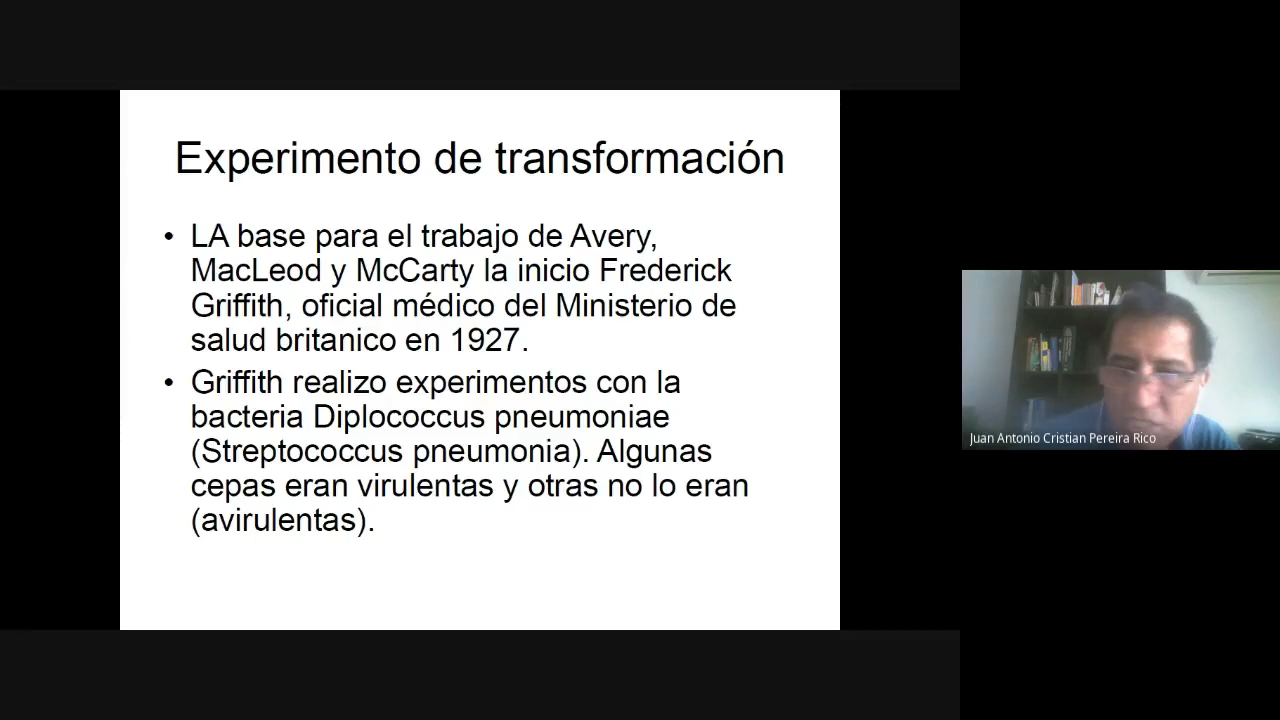 Experimento de transformación
• LA base para el trabajo de Avery,
MacLeod y McCarty la inicio Frederick
Griffith, oficial médico del Ministerio de
salud britanico en 1927.
• Griffith realizo experimentos con la
bacteria Diplococcus pneumoniae
(Streptococcus pneumonia). Algunas
cepas eran virulentas y otras no lo eran
(avirulentas).
Juan Antonio Cristian Pereira Rico